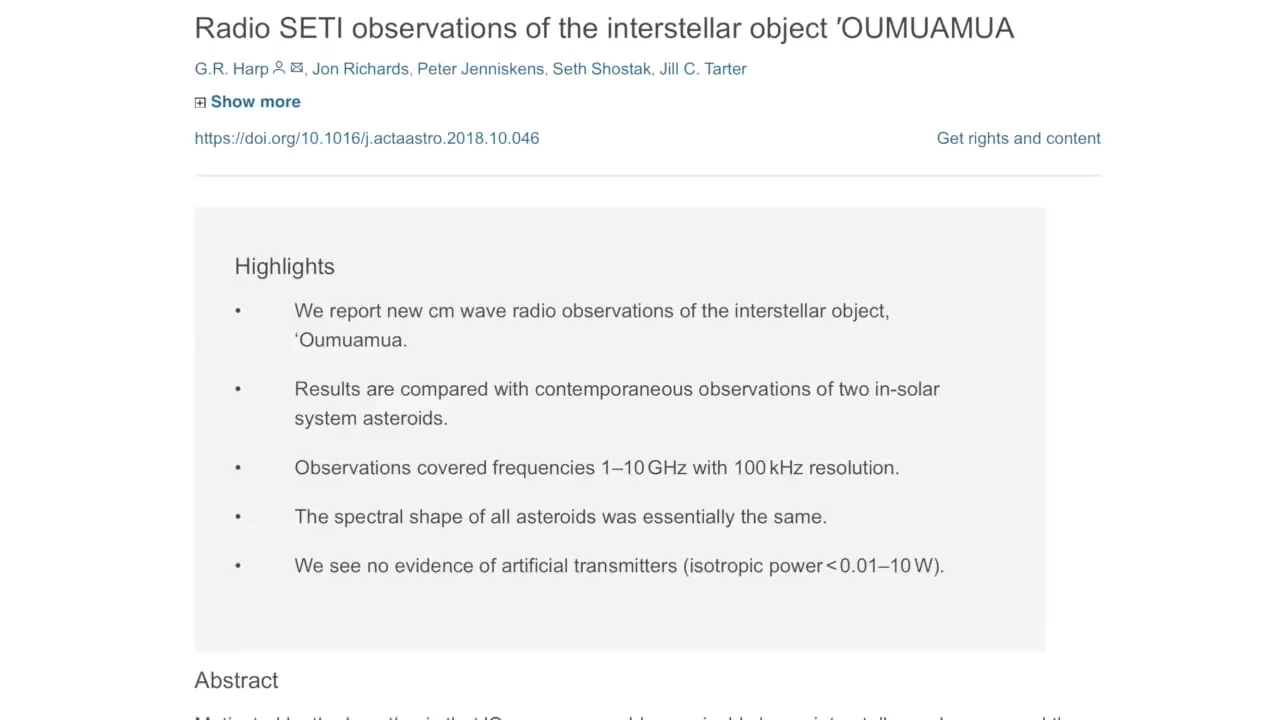 Radio SETI observations of the interstellar object ′OUMUAMUA
G.R. Harp, Jon Richards, Peter Jenniskens, Seth Shostak, Jill C. Tarter
Show more
https://doi.org/10.1016/j.actaastro.2018.10.046
Get rights and content
Highlights
• We report new cm wave radio observations of the interstellar object,
‘Oumuamua.
• Results are compared with contemporaneous observations of two in-solar
system asteroids.
• Observations covered frequencies 1–10 GHz with 100 kHz resolution.
• The spectral shape of all asteroids was essentially the same.
• We see no evidence of artificial transmitters (isotropic power < 0.01–10 W).
Abstract